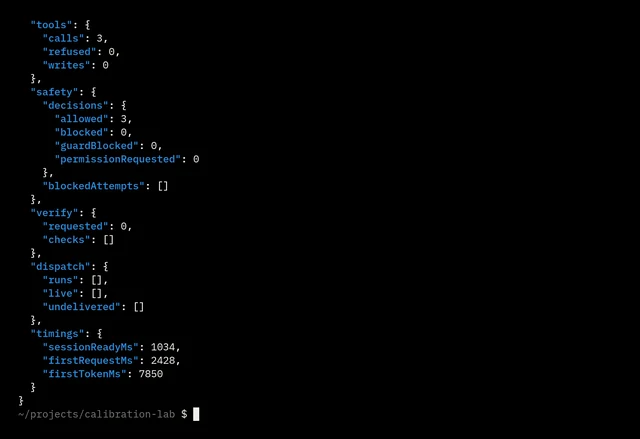 "tools": {
"calls": 3,
"refused": 0,
"writes": 0
},
"safety": {
"decisions": {
"allowed": 3,
"blocked": 0,
"guardBlocked": 0,
"permissionRequested": 0
},
"blockedAttempts": []
},
"verify": {
"requested": 0,
"checks": []
},
"dispatch": {
"runs": [],
"live": [],
"undelivered": []
},
"timings": {
"sessionReadyMs": 1034,
"firstRequestMs": 2428,
"firstTokenMs": 7850
}
}
~/projects/calibration-lab $